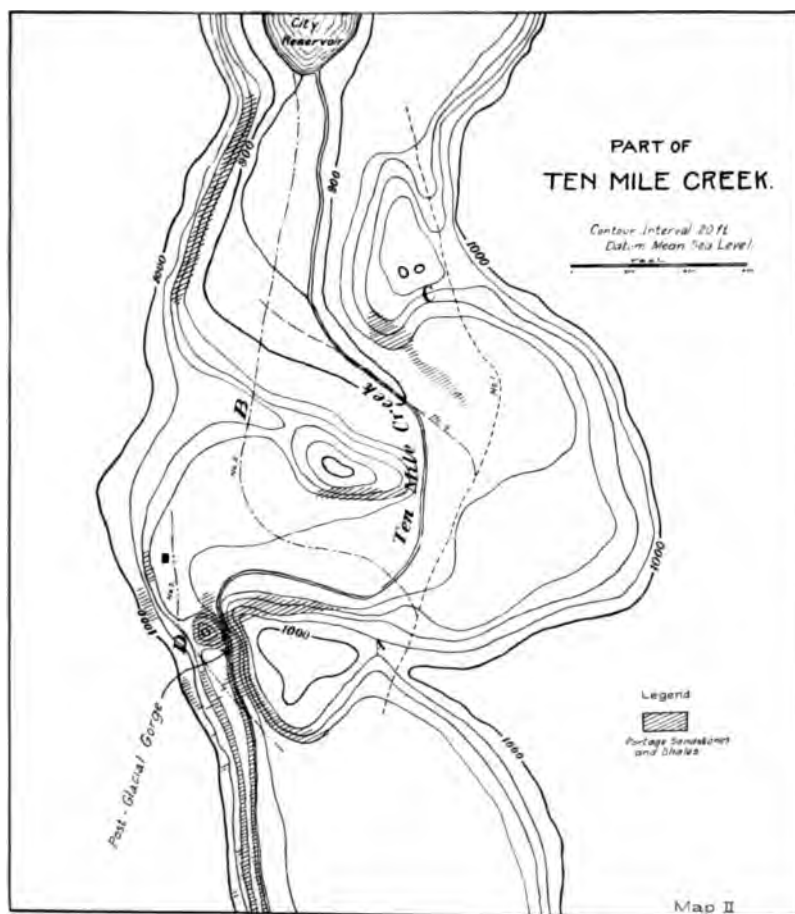 City
Reservoir
PART OF
TEN MILE CREEK.
Contour Interval 20 ft
Datum Mean Sea Level
900
900
1000
1000
C
B
Ten Mile Creek
1000
1000
1000
D
A
1000
Post-Glacial Gorge
Legend
Portage Sandstones
and Shales
Map II